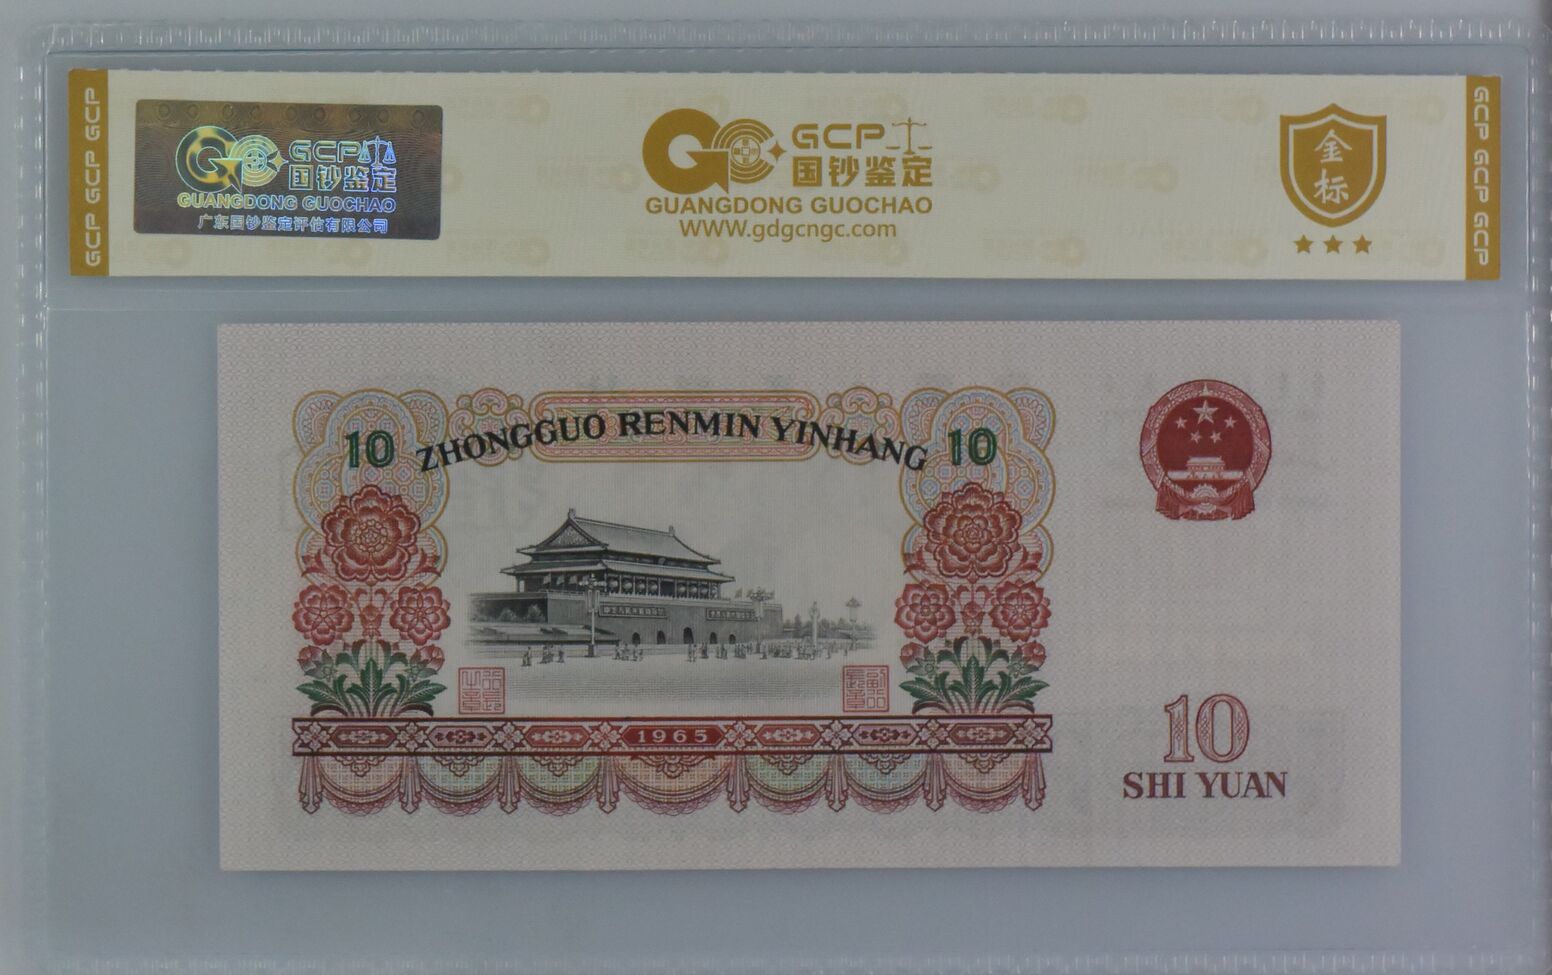 GCP GCP GCP
GCP
国钞鉴定
GUANGDONG GUOCHAO
广东国钞鉴定评估有限公司
GCP
国钞鉴定
GUANGDONG GUOCHAO
WWW.gdgcngc.com
金标
GCP GCP GCP
10 ZHONGGUO RENMIN YINHANG 10
1965
10
SHI YUAN